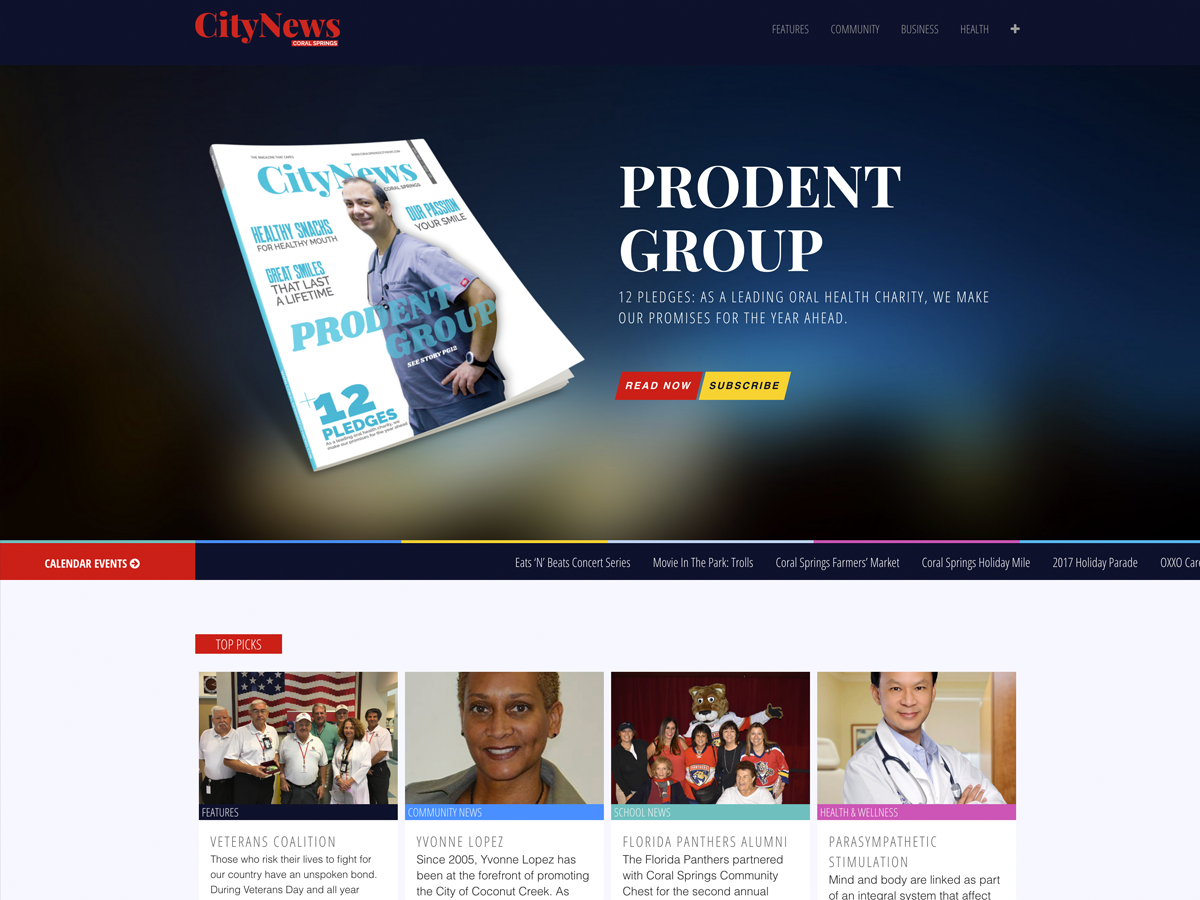 CityNews
CORAL SPRINGS
FEATURES
COMMUNITY
BUSINESS
HEALTH
THE MAGAZINE THAT CARES
CityNews
CORAL SPRINGS
HEALTHY SNACKS
FOR HEALTHY MOUTH
OUR PASSION
YOUR SMILE
GREAT SMILES
THAT LAST
A LIFETIME
PRODENT
GROUP
SEE STORY PG12
12
PLEDGES
As a leading oral health charity, we
make our promises for the year ahead.
PRODENT
GROUP
12 PLEDGES: AS A LEADING ORAL HEALTH CHARITY, WE MAKE
OUR PROMISES FOR THE YEAR AHEAD.
READ NOW
SUBSCRIBE
CALENDAR EVENTS
Eats ‘N’ Beats Concert Series
Movie In The Park: Trolls
Coral Springs Farmers’ Market
Coral Springs Holiday Mile
2017 Holiday Parade
OXXO Car
TOP PICKS
FEATURES
VETERANS COALITION
Those who risk their lives to fight for
our country have an unspoken bond.
During Veterans Day and all year
COMMUNITY NEWS
YVONNE LOPEZ
Since 2005, Yvonne Lopez has
been at the forefront of promoting
the City of Coconut Creek. As
SCHOOL NEWS
FLORIDA PANTHERS ALUMNI
The Florida Panthers partnered
with Coral Springs Community
Chest for the second annual
HEALTH & WELLNESS
PARASYMPATHETIC
STIMULATION
Mind and body are linked as part
of an integral system that affect